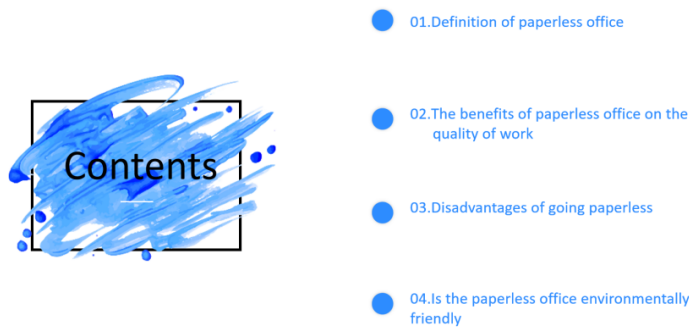 Contents
01.Definition of paperless office
02.The benefits of paperless office on the
quality of work
03.Disadvantages of going paperless
04.Is the paperless office environmentally
friendly